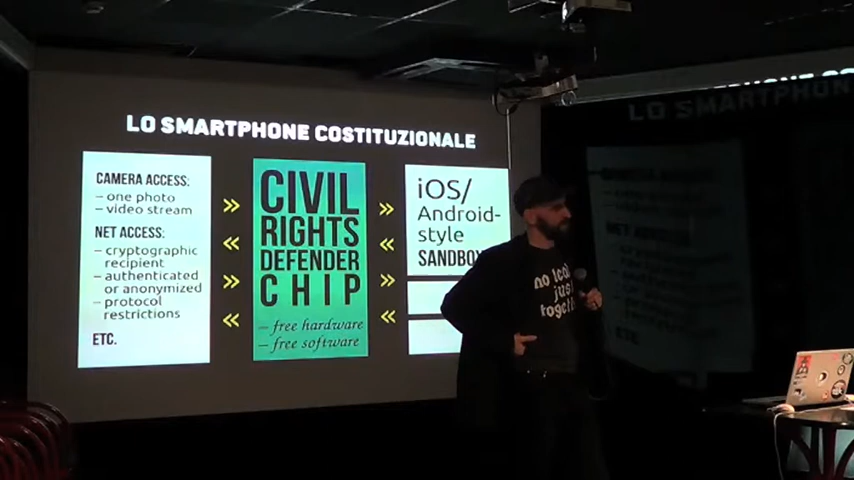 LO SMARTPHONE COSTITUZIONALE
CAMERA ACCESS:
– one photo
– video stream
NET ACCESS:
– cryptographic
recipient
– authenticated
or anonymized
– protocol
restrictions
ETC.
CIVIL
RIGHTS
DEFENDER
CHIP
– free hardware
– free software
iOS/
Android-
style
SANDBOX
no
just
LO SMARTPHONE